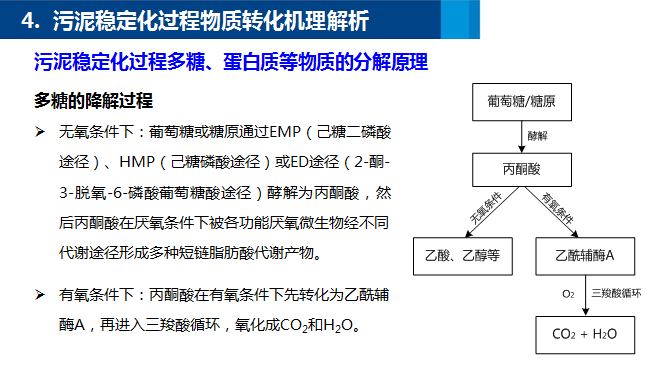 4. 污泥稳定化过程物质转化机理解析
污泥稳定化过程多糖、蛋白质等物质的分解原理
多糖的降解过程
➢ 无氧条件下：葡萄糖或糖原通过EMP（己糖二磷酸
途径）、HMP（己糖磷酸途径）或ED途径（2-酮-
3-脱氧-6-磷酸葡萄糖酸途径）酵解为丙酮酸，然
后丙酮酸在厌氧条件下被各功能厌氧微生物经不同
代谢途径形成多种短链脂肪酸代谢产物。
➢ 有氧条件下：丙酮酸在有氧条件下先转化为乙酰辅
酶A，再进入三羧酸循环，氧化成CO₂和H₂O。
葡萄糖/糖原
酵解
丙酮酸
无氧条件
有氧条件
乙酸、乙醇等
乙酰辅酶A
O₂ 三羧酸循环
CO₂ + H₂O